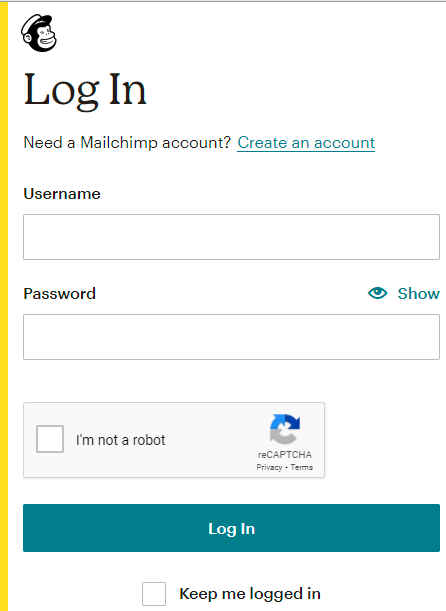 Log In
Need a Mailchimp account? Create an account
Username
Password Show
I'm not a robot
reCAPTCHA
Privacy - Terms
Log In
Keep me logged in